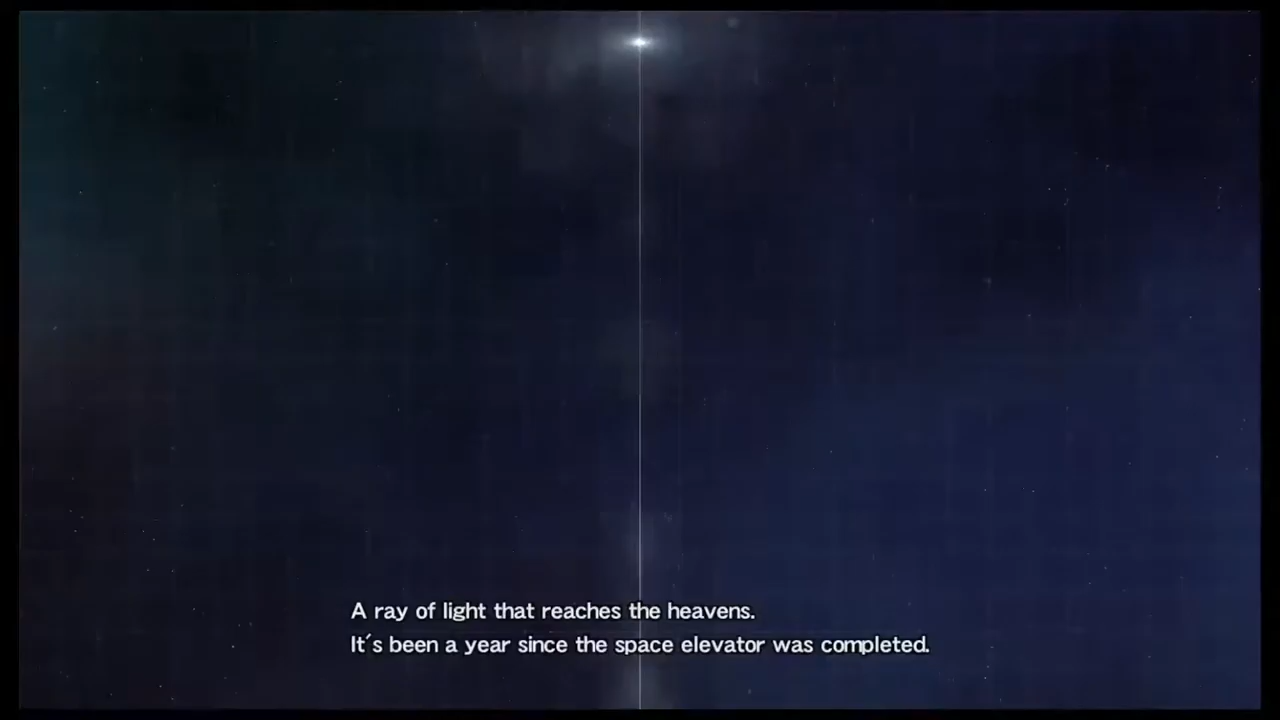 A ray of light that reaches the heavens.
It´s been a year since the space elevator was completed.